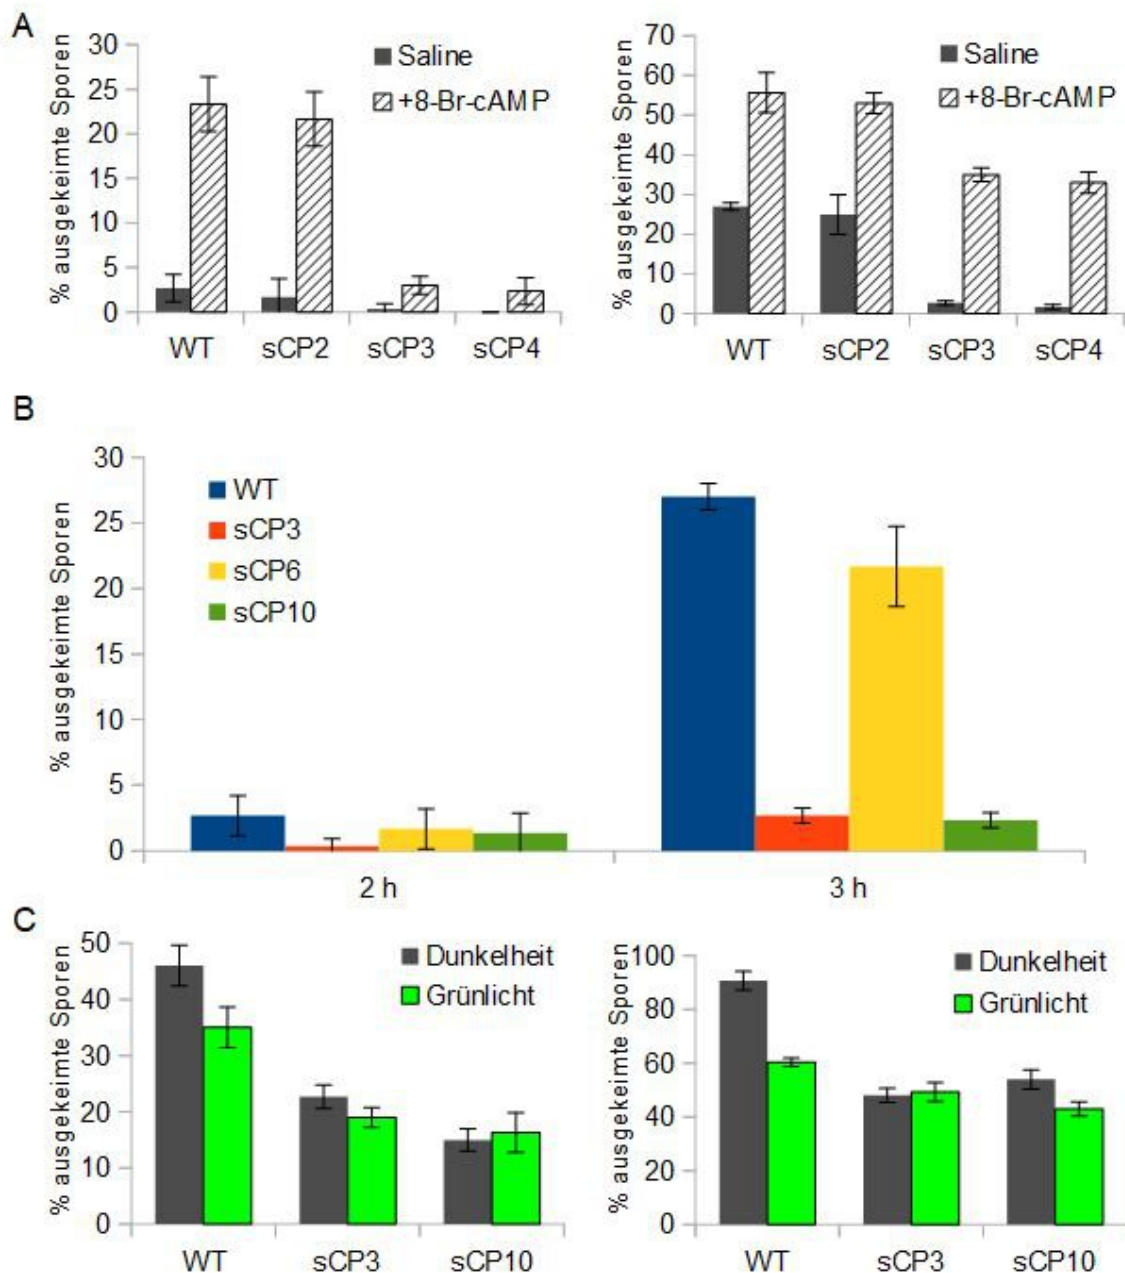 A
% ausgekeimte Sporen
30
25
20
15
10
5
0
Saline
+8-Br-cAMP
WT sCP2 sCP3 sCP4
% ausgekeimte Sporen
70
60
50
40
30
20
10
0
Saline
+8-Br-cAMP
WT sCP2 sCP3 sCP4
B
% ausgekeimte Sporen
30
25
20
15
10
5
0
WT
sCP3
sCP6
sCP10
2 h 3 h
C
% ausgekeimte Sporen
50
40
30
20
10
0
Dunkelheit
Grünlicht
WT sCP3 sCP10
% ausgekeimte Sporen
100
80
60
40
20
0
Dunkelheit
Grünlicht
WT sCP3 sCP10